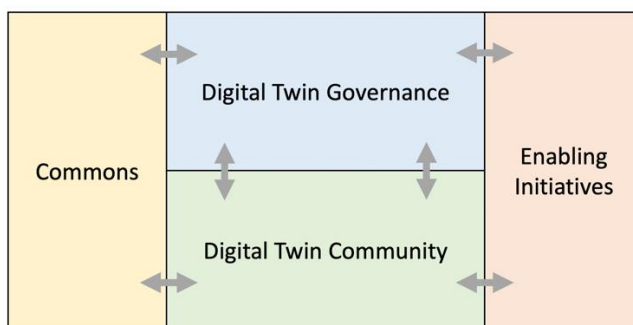 Digital Twin Governance
Commons
Enabling
Initiatives
Digital Twin Community